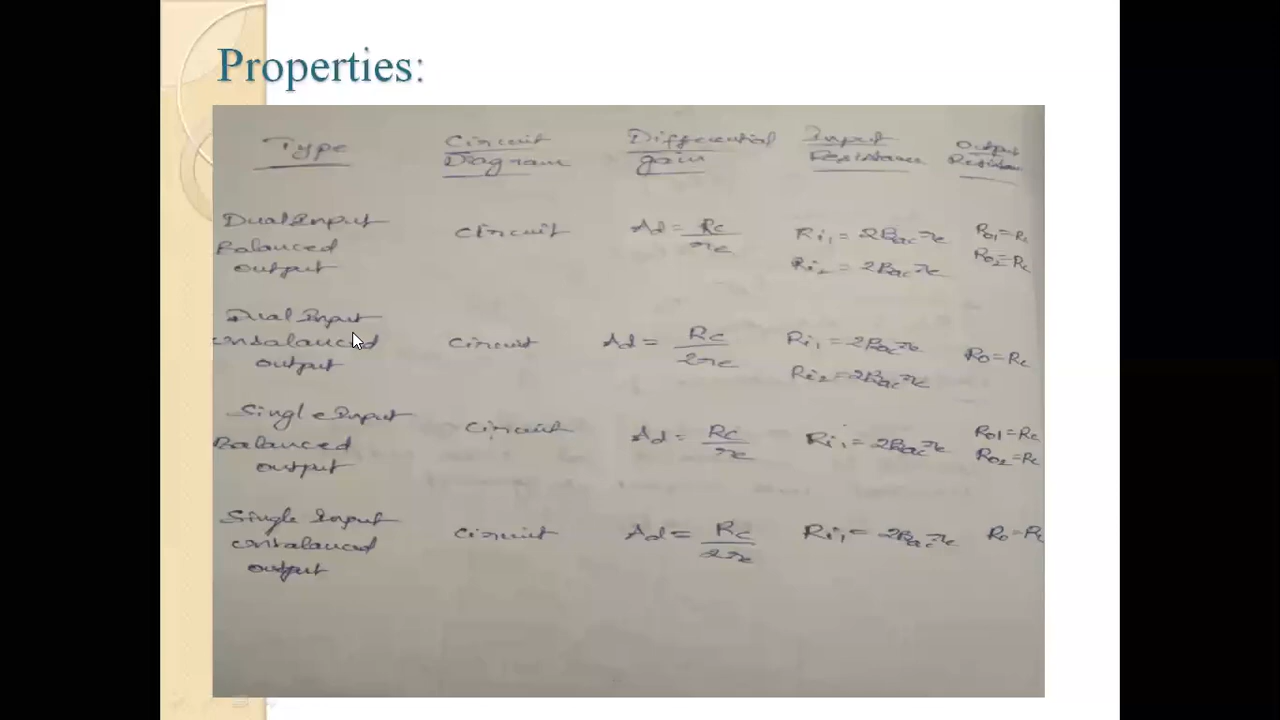 Properties:
Type Circuit Diagram Differential gain Input Resistance Output
Dual Input Balanced output Circuit Ad = Rc/re Ri1 = 2βac re Ri2 = 2βac re Ro1 = Rc Ro2 = Rc
Dual Input unbalanced output Circuit Ad = Rc/2re Ri1 = 2βac re Ri2 = 2βac re Ro = Rc
Single Input Balanced output Circuit Ad = Rc/re Ri1 = 2βac re Ro1 = Rc Ro2 = Rc
Single Input unbalanced output Circuit Ad = Rc/2re Ri1 = 2βac re Ro = Rc